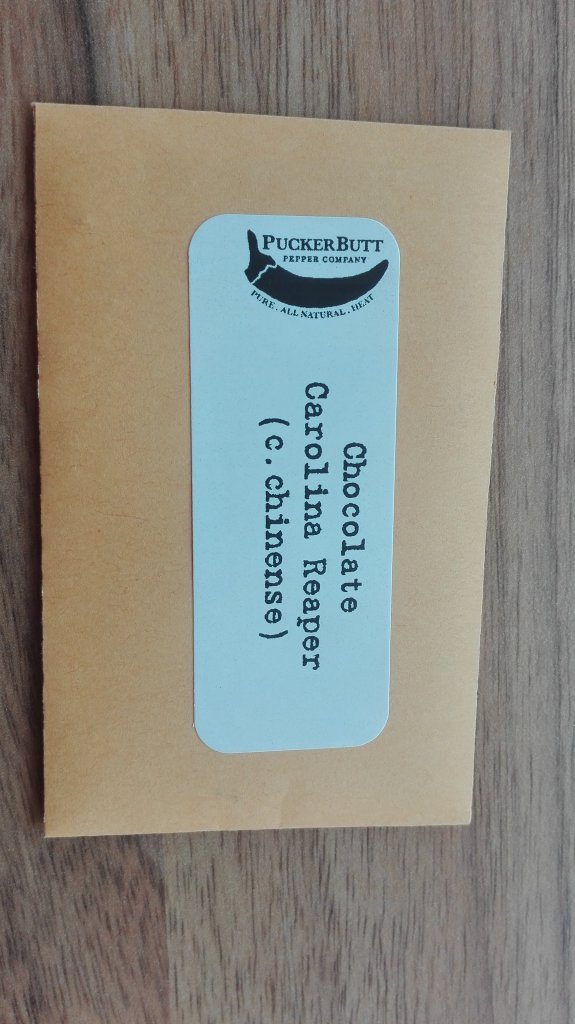 PUCKERBUTT
PEPPER COMPANY
PURE . ALL NATURAL . HEAT
Chocolate
Carolina Reaper
(c.chinense)